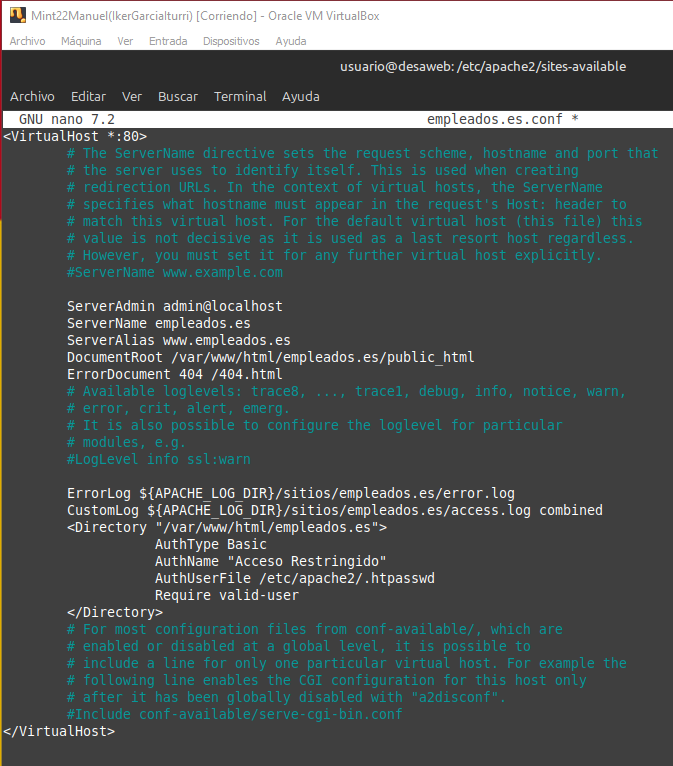 Mint22Manuel(IkerGarciaIturri) [Corriendo] - Oracle VM VirtualBox
Archivo Máquina Ver Entrada Dispositivos Ayuda
usuario@desaweb:/etc/apache2/sites-available
Archivo Editar Ver Buscar Terminal Ayuda
GNU nano 7.2 empleados.es.conf *
<VirtualHost *:80>
# The ServerName directive sets the request scheme, hostname and port that
# the server uses to identify itself. This is used when creating
# redirection URLs. In the context of virtual hosts, the ServerName
# specifies what hostname must appear in the request's Host: header to
# match this virtual host. For the default virtual host (this file) this
# value is not decisive as it is used as a last resort host regardless.
# However, you must set it for any further virtual host explicitly.
#ServerName www.example.com
ServerAdmin admin@localhost
ServerName empleados.es
ServerAlias www.empleados.es
DocumentRoot /var/www/html/empleados.es/public_html
ErrorDocument 404 /404.html
# Available loglevels: trace8, ..., trace1, debug, info, notice, warn,
# error, crit, alert, emerg.
# It is also possible to configure the loglevel for particular
# modules, e.g.
#LogLevel info ssl:warn
ErrorLog ${APACHE_LOG_DIR}/sitios/empleados.es/error.log
CustomLog ${APACHE_LOG_DIR}/sitios/empleados.es/access.log combined
<Directory "/var/www/html/empleados.es">
AuthType Basic
AuthName "Acceso Restringido"
AuthUserFile /etc/apache2/.htpasswd
Require valid-user
</Directory>
# For most configuration files from conf-available/, which are
# enabled or disabled at a global level, it is possible to
# include a line for only one particular virtual host. For example the
# following line enables the CGI configuration for this host only
# after it has been globally disabled with "a2disconf".
#Include conf-available/serve-cgi-bin.conf
</VirtualHost>